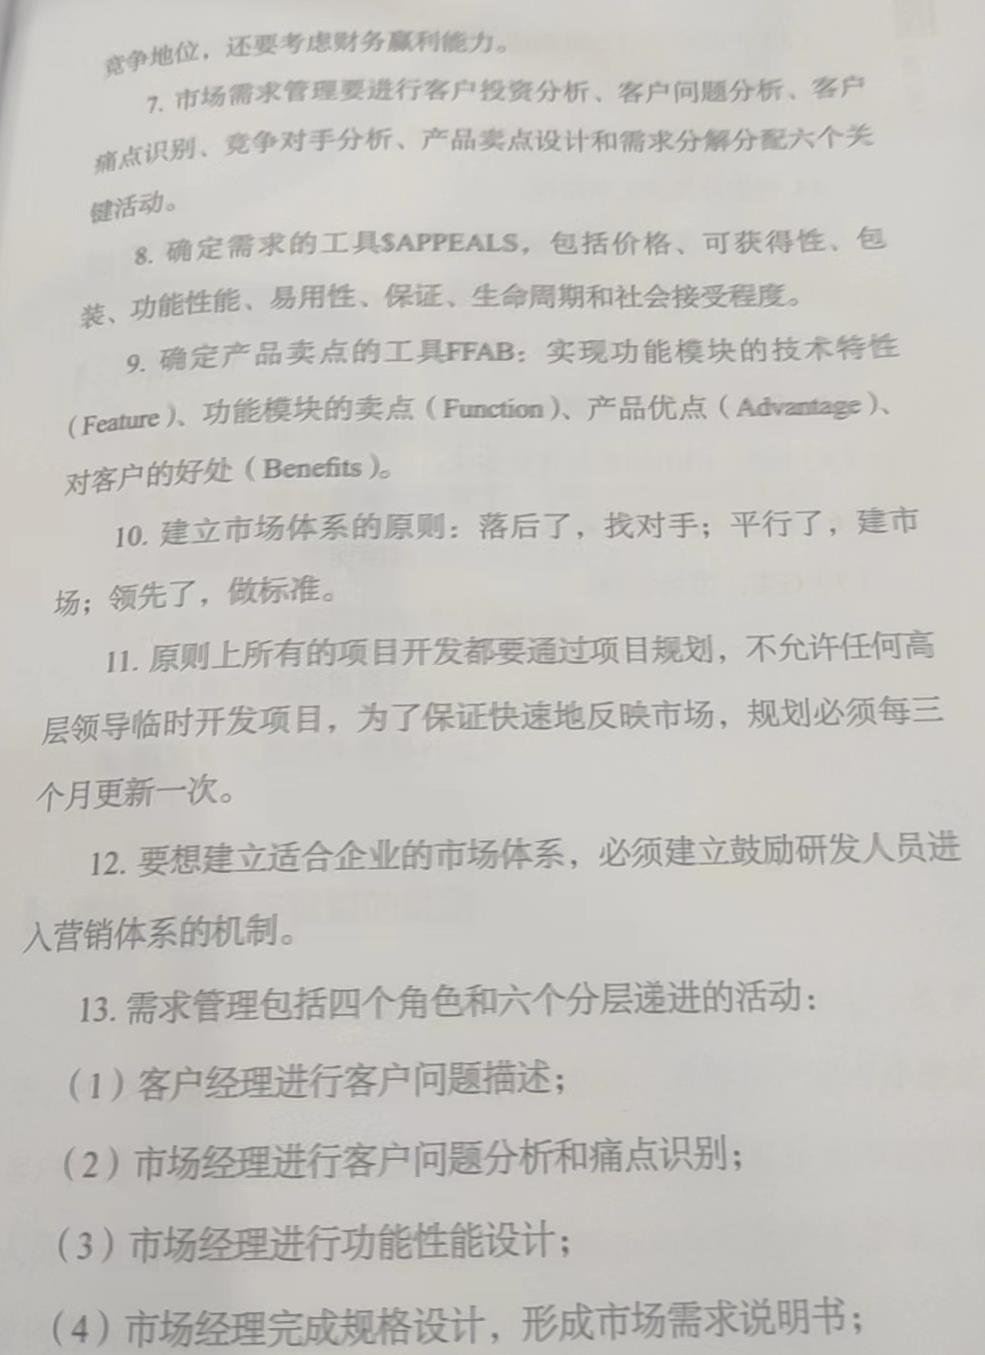 竞争地位，还要考虑财务赢利能力。
7. 市场需求管理要进行客户投资分析、客户问题分析、客户
痛点识别、竞争对手分析、产品卖点设计和需求分解分配六个关
键活动。
8. 确定需求的工具$APPEALS，包括价格、可获得性、包
装、功能性能、易用性、保证、生命周期和社会接受程度。
9. 确定产品卖点的工具FFAB：实现功能模块的技术特性
（Feature）、功能模块的卖点（Function）、产品优点（Advantage）、
对客户的好处（Benefits）。
10. 建立市场体系的原则：落后了，找对手；平行了，建市
场；领先了，做标准。
11. 原则上所有的项目开发都要通过项目规划，不允许任何高
层领导临时开发项目，为了保证快速地反映市场，规划必须每三
个月更新一次。
12. 要想建立适合企业的市场体系，必须建立鼓励研发人员进
入营销体系的机制。
13. 需求管理包括四个角色和六个分层递进的活动：
（1）客户经理进行客户问题描述；
（2）市场经理进行客户问题分析和痛点识别；
（3）市场经理进行功能性能设计；
（4）市场经理完成规格设计，形成市场需求说明书；